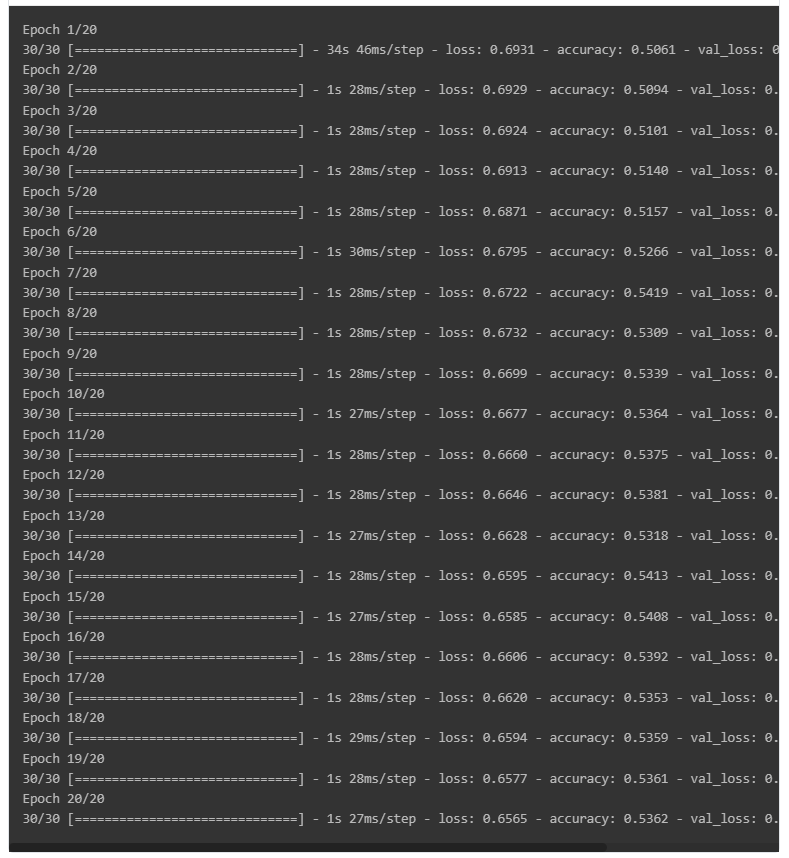 Epoch 1/20
30/30 [==============================] - 34s 46ms/step - loss: 0.6931 - accuracy: 0.5061 - val_loss: 0
Epoch 2/20
30/30 [==============================] - 1s 28ms/step - loss: 0.6929 - accuracy: 0.5094 - val_loss: 0.
Epoch 3/20
30/30 [==============================] - 1s 28ms/step - loss: 0.6924 - accuracy: 0.5101 - val_loss: 0.
Epoch 4/20
30/30 [==============================] - 1s 28ms/step - loss: 0.6913 - accuracy: 0.5140 - val_loss: 0.
Epoch 5/20
30/30 [==============================] - 1s 28ms/step - loss: 0.6871 - accuracy: 0.5157 - val_loss: 0.
Epoch 6/20
30/30 [==============================] - 1s 30ms/step - loss: 0.6795 - accuracy: 0.5266 - val_loss: 0.
Epoch 7/20
30/30 [==============================] - 1s 28ms/step - loss: 0.6722 - accuracy: 0.5419 - val_loss: 0.
Epoch 8/20
30/30 [==============================] - 1s 28ms/step - loss: 0.6732 - accuracy: 0.5309 - val_loss: 0.
Epoch 9/20
30/30 [==============================] - 1s 28ms/step - loss: 0.6699 - accuracy: 0.5339 - val_loss: 0.
Epoch 10/20
30/30 [==============================] - 1s 27ms/step - loss: 0.6677 - accuracy: 0.5364 - val_loss: 0.
Epoch 11/20
30/30 [==============================] - 1s 28ms/step - loss: 0.6660 - accuracy: 0.5375 - val_loss: 0.
Epoch 12/20
30/30 [==============================] - 1s 28ms/step - loss: 0.6646 - accuracy: 0.5381 - val_loss: 0.
Epoch 13/20
30/30 [==============================] - 1s 27ms/step - loss: 0.6628 - accuracy: 0.5318 - val_loss: 0.
Epoch 14/20
30/30 [==============================] - 1s 28ms/step - loss: 0.6595 - accuracy: 0.5413 - val_loss: 0.
Epoch 15/20
30/30 [==============================] - 1s 27ms/step - loss: 0.6585 - accuracy: 0.5408 - val_loss: 0.
Epoch 16/20
30/30 [==============================] - 1s 28ms/step - loss: 0.6606 - accuracy: 0.5392 - val_loss: 0.
Epoch 17/20
30/30 [==============================] - 1s 28ms/step - loss: 0.6620 - accuracy: 0.5353 - val_loss: 0.
Epoch 18/20
30/30 [==============================] - 1s 29ms/step - loss: 0.6594 - accuracy: 0.5359 - val_loss: 0.
Epoch 19/20
30/30 [==============================] - 1s 28ms/step - loss: 0.6577 - accuracy: 0.5361 - val_loss: 0.
Epoch 20/20
30/30 [==============================] - 1s 27ms/step - loss: 0.6565 - accuracy: 0.5362 - val_loss: 0.